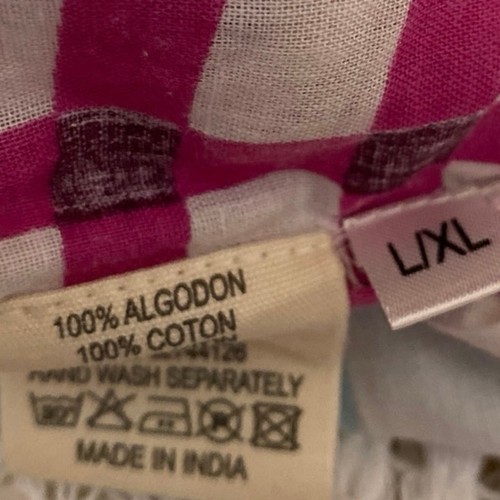 100% ALGODON
100% COTON
HAND WASH SEPARATELY
MADE IN INDIA
L/XL